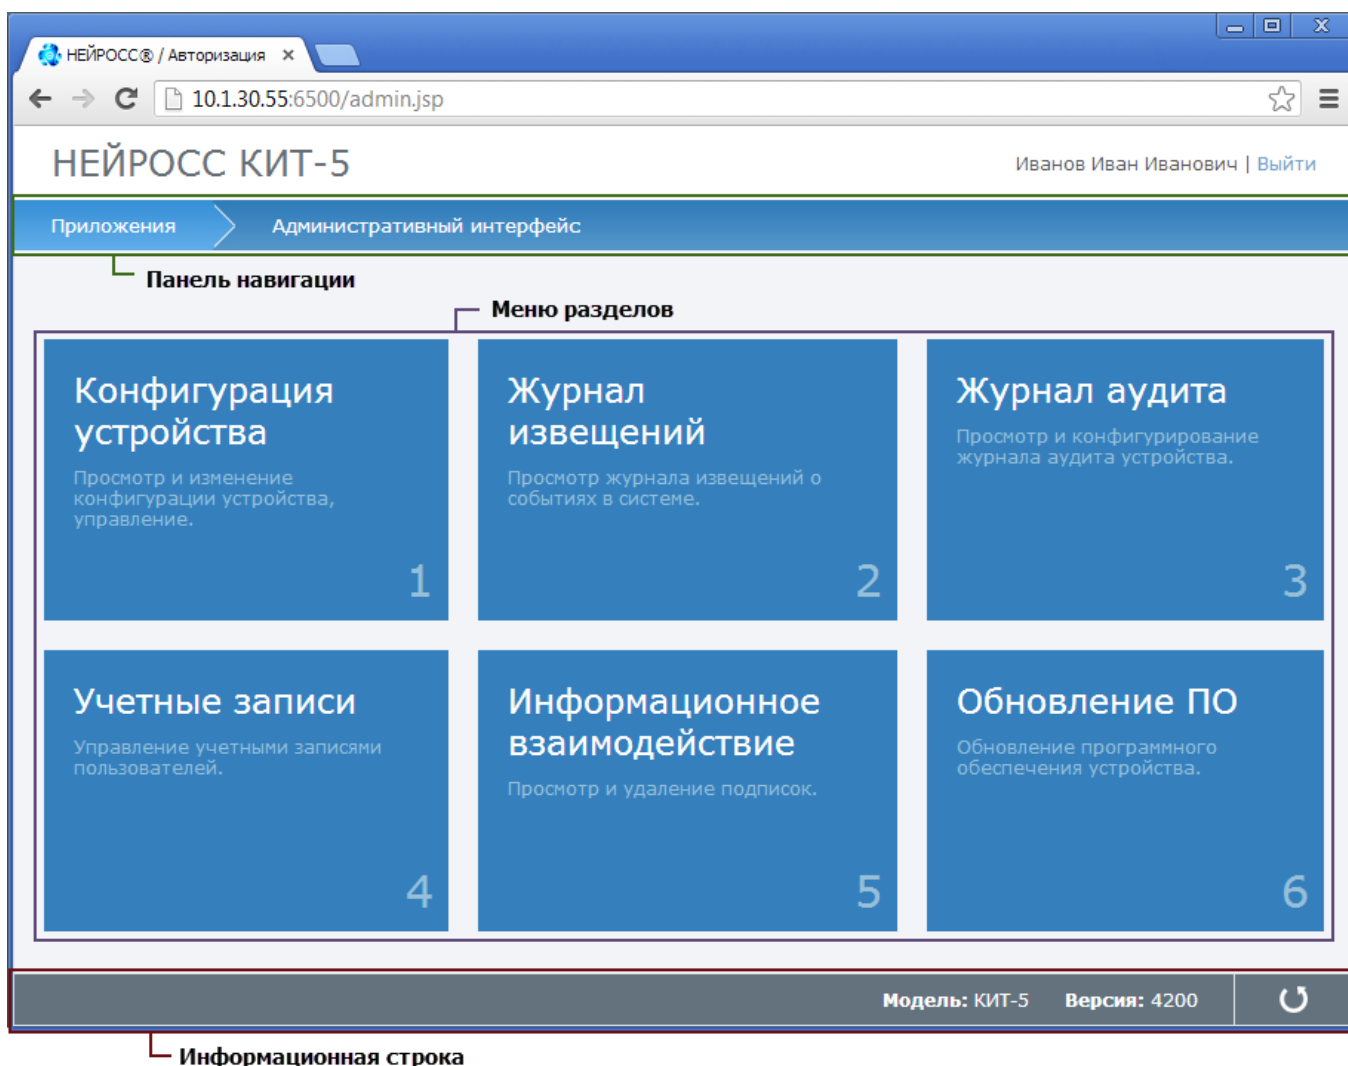 НЕЙРОСС® / Авторизация
10.1.30.55:6500/admin.jsp
НЕЙРОСС КИТ-5
Иванов Иван Иванович | Выйти
Приложения
Административный интерфейс
Панель навигации
Меню разделов
Конфигурация
устройства
Просмотр и изменение
конфигурации устройства,
управление.
1
Журнал
извещений
Просмотр журнала извещений о
событиях в системе.
2
Журнал аудита
Просмотр и конфигурирование
журнала аудита устройства.
3
Учетные записи
Управление учетными записями
пользователей.
4
Информационное
взаимодействие
Просмотр и удаление подписок.
5
Обновление ПО
Обновление программного
обеспечения устройства.
6
Модель: КИТ-5
Версия: 4200
Информационная строка